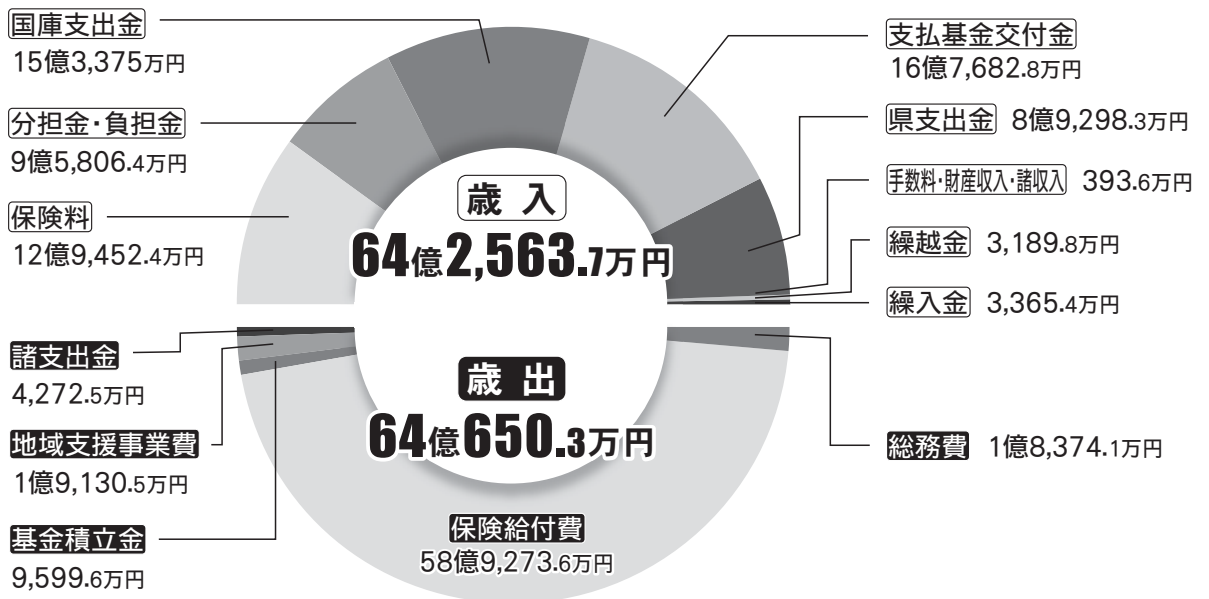 国庫支出金
15億3,375万円
分担金・負担金
9億5,806.4万円
保険料
12億9,452.4万円
支払基金交付金
16億7,682.8万円
県支出金 8億9,298.3万円
手数料・財産収入・諸収入 393.6万円
繰越金 3,189.8万円
繰入金 3,365.4万円
歳入
64億2,563.7万円
歳出
64億650.3万円
諸支出金
4,272.5万円
地域支援事業費
1億9,130.5万円
基金積立金
9,599.6万円
保険給付費
58億9,273.6万円
総務費 1億8,374.1万円